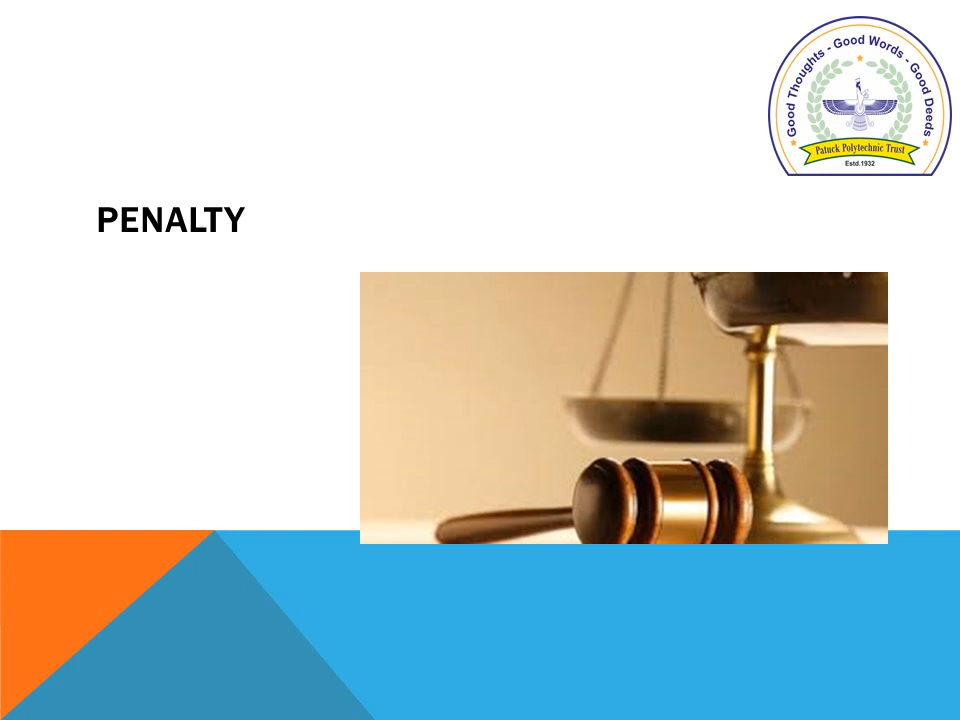 Good Thoughts - Good Words - Good Deeds
Patuck Polytechnic Trust
Estd.1932
PENALTY